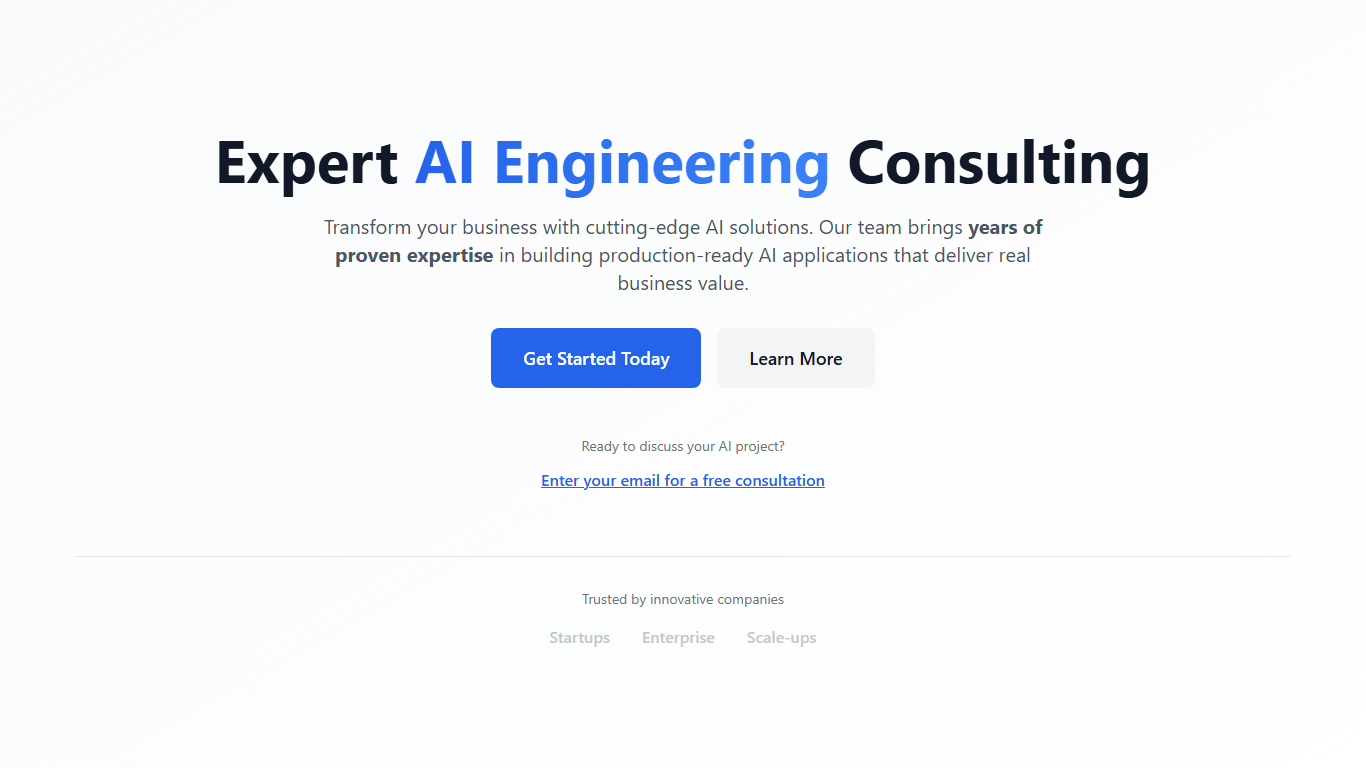 Expert AI Engineering Consulting
Transform your business with cutting-edge AI solutions. Our team brings years of
proven expertise in building production-ready AI applications that deliver real
business value.
Get Started Today
Learn More
Ready to discuss your AI project?
Enter your email for a free consultation
Trusted by innovative companies
Startups Enterprise Scale-ups